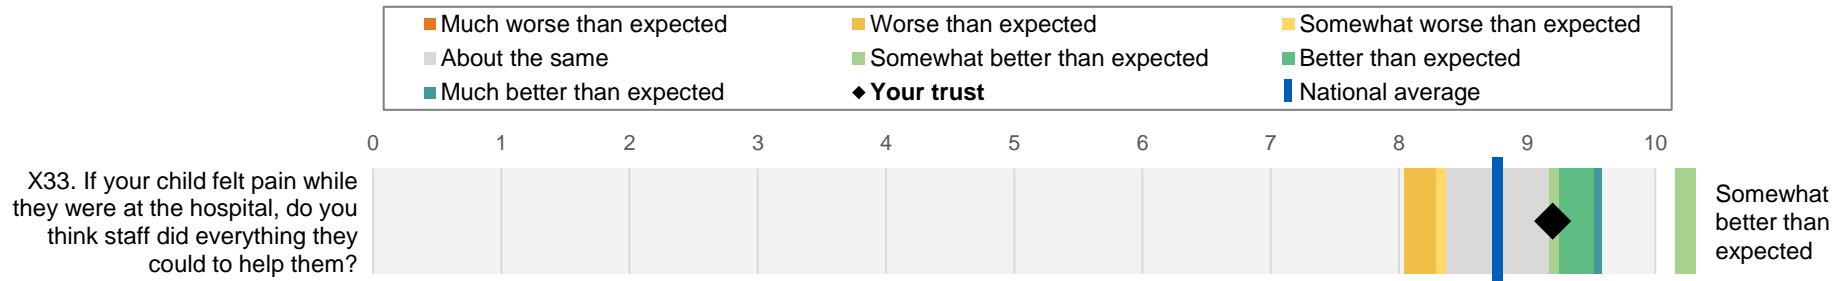 Much worse than expected Worse than expected Somewhat worse than expected
About the same Somewhat better than expected Better than expected
Much better than expected Your trust National average
0 1 2 3 4 5 6 7 8 9 10
X33. If your child felt pain while
they were at the hospital, do you
think staff did everything they
could to help them?
Somewhat
better than
expected